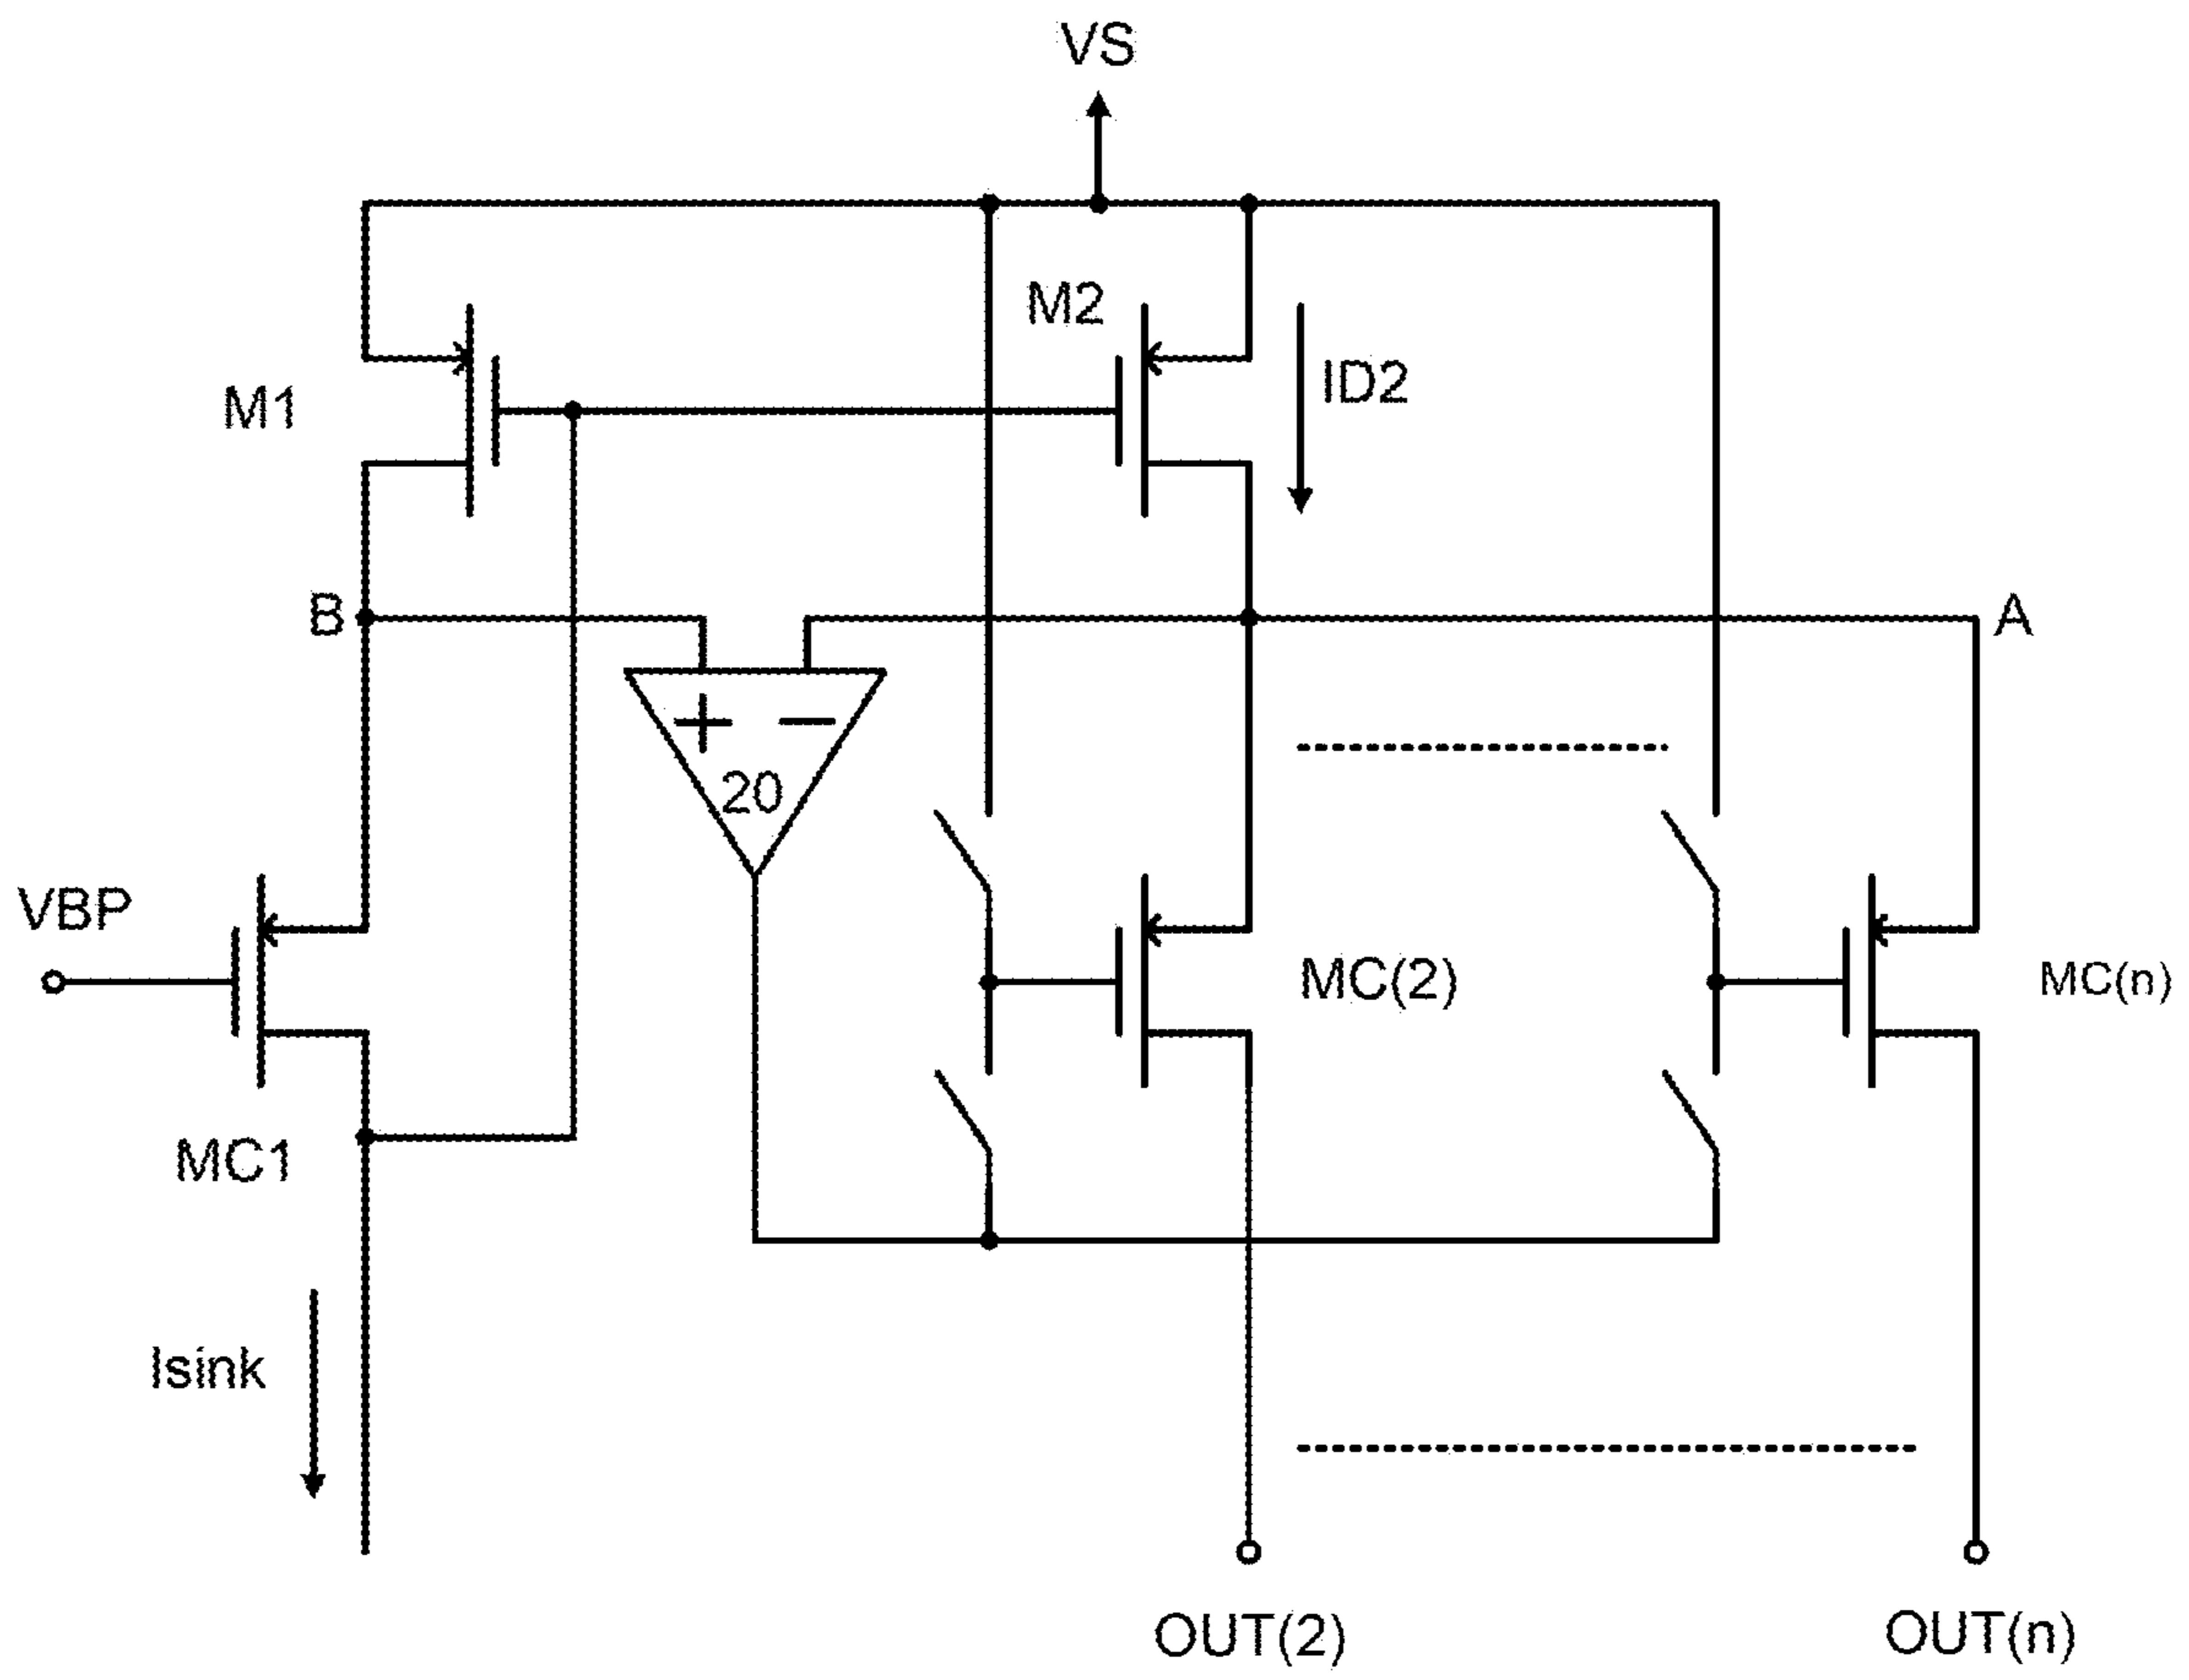 VS
M2
M1
ID2
B
A
+ −
20
VBP
MC(2)
MC(n)
MC1
Isink
OUT(2)
OUT(n)